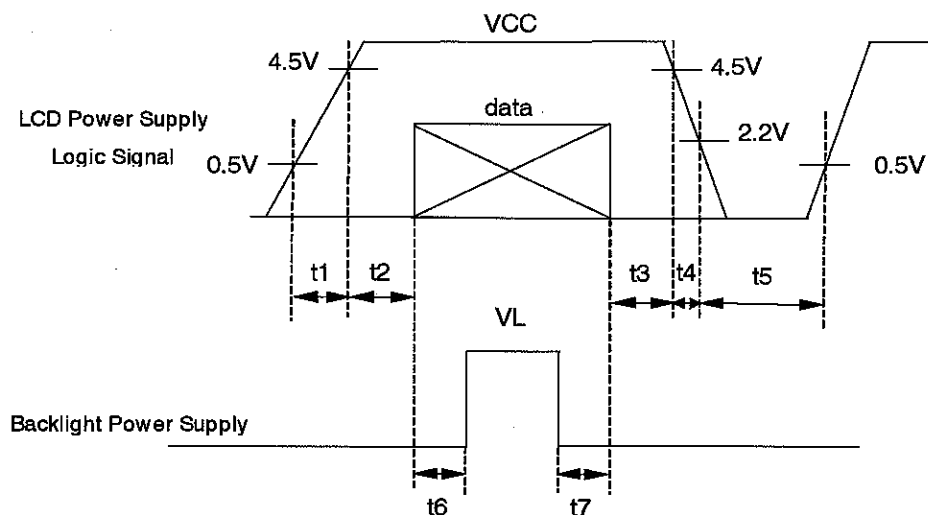 VCC
4.5V
4.5V
data
LCD Power Supply
2.2V
Logic Signal
0.5V
0.5V
t1
t2
t3
t4
t5
VL
Backlight Power Supply
t6
t7